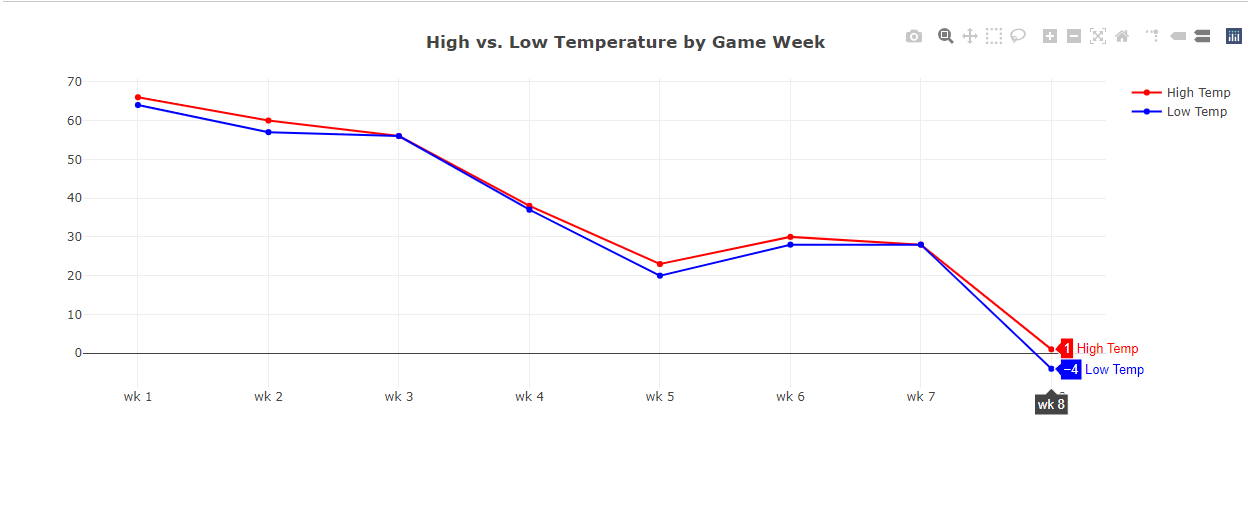 High vs. Low Temperature by Game Week
High Temp
Low Temp
70
60
50
40
30
20
10
0
1 High Temp
−4 Low Temp
wk 1 wk 2 wk 3 wk 4 wk 5 wk 6 wk 7
wk 8